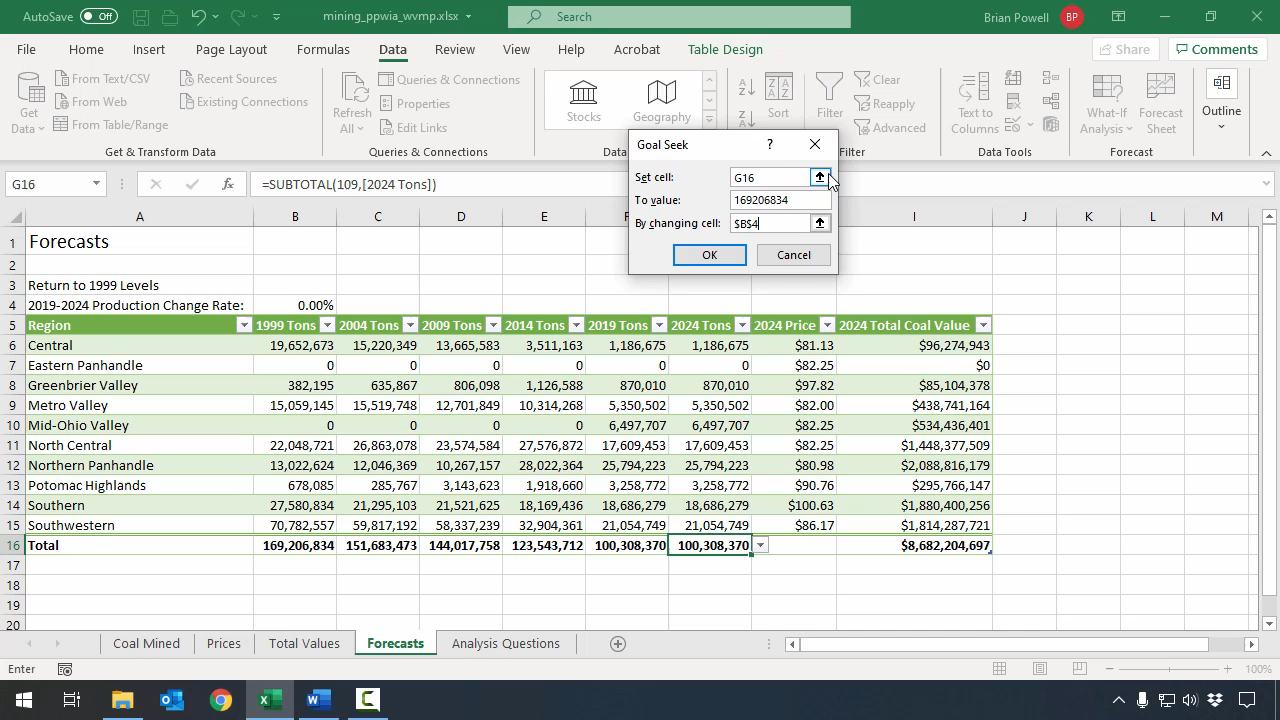 AutoSave Off mining_ppwia_wvmp.xlsx Search Brian Powell BP
File Home Insert Page Layout Formulas Data Review View Help Acrobat Table Design Share Comments
Get Data
From Text/CSV
From Web
From Table/Range
Recent Sources
Existing Connections
Get & Transform Data
Refresh All
Queries & Connections
Properties
Edit Links
Queries & Connections
Stocks
Geography
Data
Sort
Filter
Clear
Reapply
Advanced
Filter
Text to Columns
Data Tools
What-If Analysis
Forecast Sheet
Forecast
Outline
Goal Seek ?
Set cell: G16
To value: 169206834
By changing cell: $B$4
OK Cancel
G16 fx =SUBTOTAL(109,[2024 Tons])
A B C D E F I J K L M
1 Forecasts
2
3 Return to 1999 Levels
4 2019-2024 Production Change Rate: 0.00%
5 Region 1999 Tons 2004 Tons 2009 Tons 2014 Tons 2019 Tons 2024 Tons 2024 Price 2024 Total Coal Value
6 Central 19,652,673 15,220,349 13,665,583 3,511,163 1,186,675 1,186,675 $81.13 $96,274,943
7 Eastern Panhandle 0 0 0 0 0 0 $82.25 $0
8 Greenbrier Valley 382,195 635,867 806,098 1,126,588 870,010 870,010 $97.82 $85,104,378
9 Metro Valley 15,059,145 15,519,748 12,701,849 10,314,268 5,350,502 5,350,502 $82.00 $438,741,164
10 Mid-Ohio Valley 0 0 0 0 6,497,707 6,497,707 $82.25 $534,436,401
11 North Central 22,048,721 26,863,078 23,574,584 27,576,872 17,609,453 17,609,453 $82.25 $1,448,377,509
12 Northern Panhandle 13,022,624 12,046,369 10,267,157 28,022,364 25,794,223 25,794,223 $80.98 $2,088,816,179
13 Potomac Highlands 678,085 285,767 3,143,623 1,918,660 3,258,772 3,258,772 $90.76 $295,766,147
14 Southern 27,580,834 21,295,103 21,521,625 18,169,436 18,686,279 18,686,279 $100.63 $1,880,400,256
15 Southwestern 70,782,557 59,817,192 58,337,239 32,904,361 21,054,749 21,054,749 $86.17 $1,814,287,721
16 Total 169,206,834 151,683,473 144,017,758 123,543,712 100,308,370 100,308,370 $8,682,204,697
17
18
19
20
Coal Mined Prices Total Values Forecasts Analysis Questions
Enter 100%